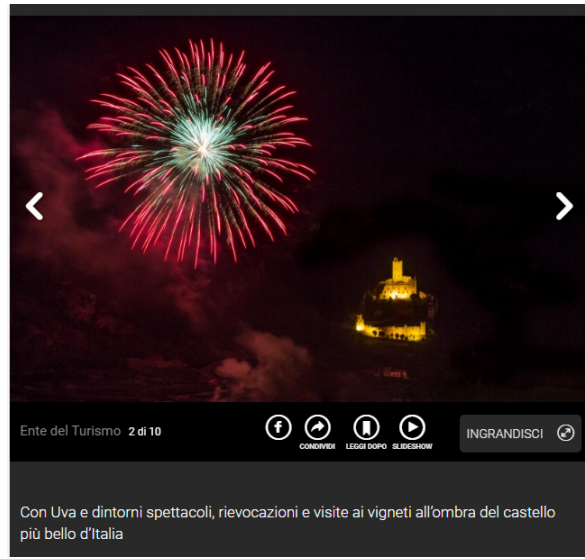 Ente del Turismo 2 di 10
f
CONDIVIDI LEGGI DOPO SLIDESHOW
INGRANDISCI
Con Uva e dintorni spettacoli, rievocazioni e visite ai vigneti all'ombra del castello
più bello d'Italia